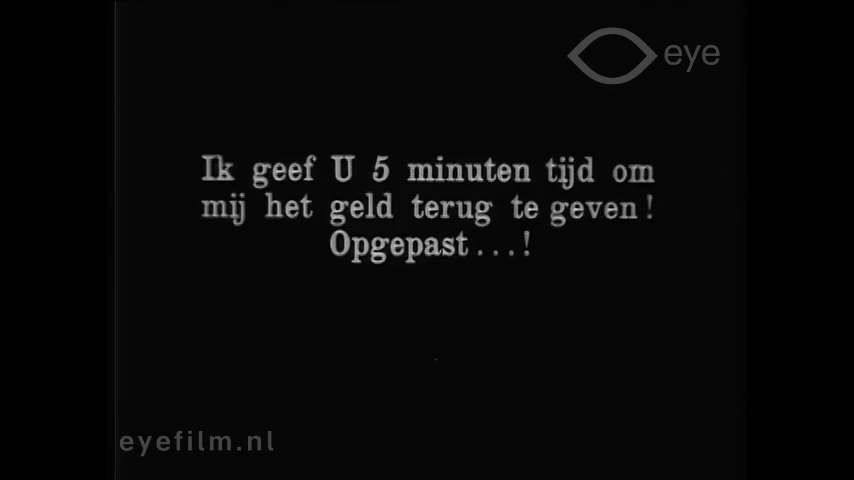 eye
Ik geef U 5 minuten tijd om
mij het geld terug te geven!
Opgepast...!
eyefilm.nl